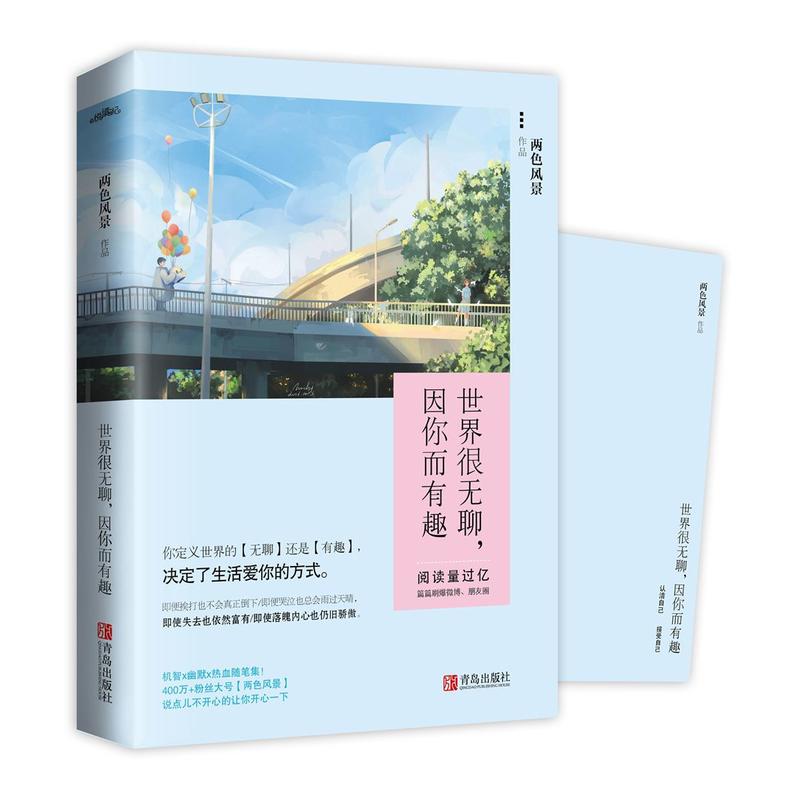 悦读纪
两色风景
作品
世界很无聊，因你而有趣
青岛出版社
两色风景
作品
世界很无聊，
因你而有趣
阅读量过亿
篇篇刷爆微博、朋友圈
你定义世界的【无聊】还是【有趣】，
决定了生活爱你的方式。
即便挨打也不会真正倒下/即便哭泣也总会雨过天晴，
即使失去也依然富有/即使落魄内心也仍旧骄傲。
机智x幽默x热血随笔集！
400万+粉丝大号【两色风景】
说点儿不开心的让你开心一下
青岛出版社
QINGDAO PUBLISHING HOUSE
两色风景
作品
世界很无聊，因你而有趣
认清自己 接受自己